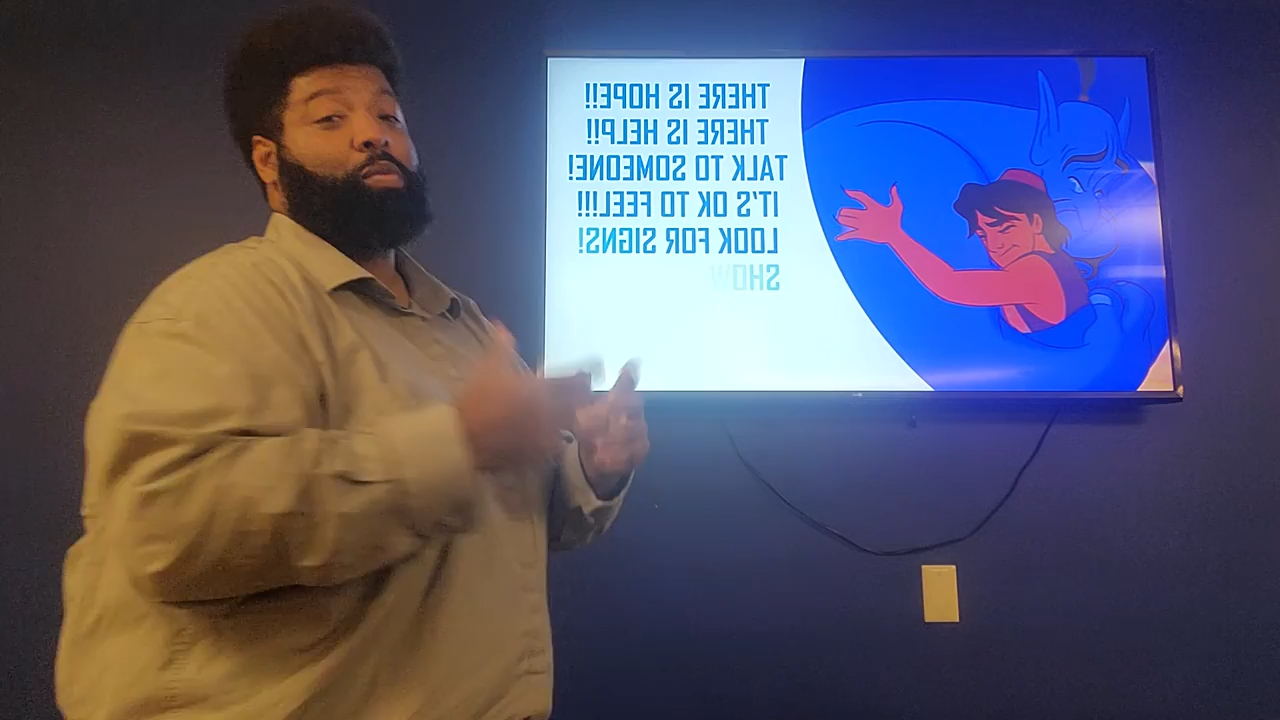 THERE IS HOPE!!
THERE IS HELP!!
TALK TO SOMEONE!
IT'S OK TO FEEL!!!
LOOK FOR SIGNS!
SHOW